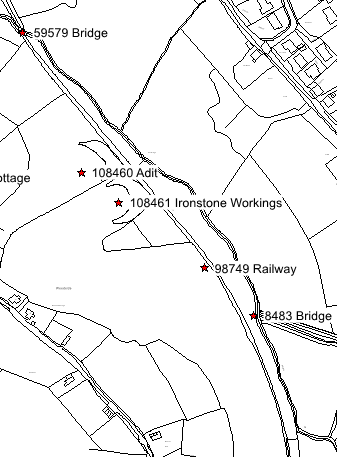 59579 Bridge
108460 Adit
ottage
108461 Ironstone Workings
98749 Railway
8483 Bridge